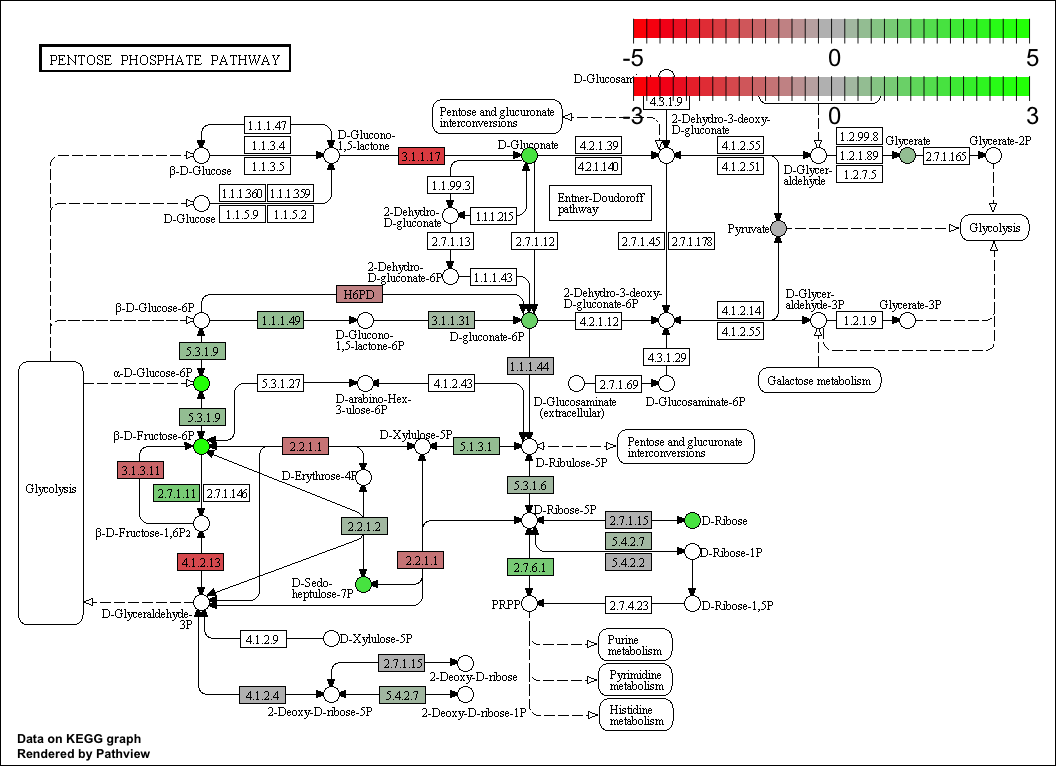 PENTOSE PHOSPHATE PATHWAY
-5 0 5
-3 0 3
D-Glucosami
4.3.1.9
Pentose and glucuronate
interconversions
2-Dehydro-3-deoxy-
D-gluconate
1.1.1.47
1.1.3.4
1.1.3.5
β-D-Glucose
D-Glucono-
1,5-lactone
3.1.1.17
D-Gluconate
4.2.1.39
4.2.1.140
4.2.55
4.2.51
D-Glycer-
aldehyde
1.2.99.8
1.2.1.89
1.2.7.5
Glycerate
2.7.1.165
Glycerate-2P
1.1.1.360
1.1.1.359
1.1.5.9
1.1.5.2
D-Glucose
1.1.99.3
2-Dehydro-
D-gluconate
1.1.1.215
Entner-Doudoroff
pathway
2.7.1.13
2.7.1.12
2.7.1.45
2.7.1.178
Pyruvate
Glycolysis
2-Dehydro-
D-gluconate-6P
1.1.1.43
H6PD
β-D-Glucose-6P
1.1.1.49
D-Glucono-
1,5-lactone-6P
3.1.1.31
D-gluconate-6P
2-Dehydro-3-deoxy-
D-gluconate-6P
4.2.1.12
4.1.2.14
4.1.2.55
D-Glycer-
aldehyde-3P
1.2.1.9
Glycerate-3P
5.3.1.9
1.1.1.44
4.3.1.29
α-D-Glucose-6P
5.3.1.27
D-arabino-Hex-
3-ulose-6P
4.1.2.43
D-Glucosaminate
(extracellular)
2.7.1.69
D-Glucosaminate-6P
Galactose metabolism
5.3.1.9
β-D-Fructose-6P
2.2.1.1
D-Xylulose-5P
5.1.3.1
D-Ribulose-5P
Pentose and glucuronate
interconversions
3.1.3.11
D-Erythrose-4P
Glycolysis
2.7.1.11
2.7.1.146
5.3.1.6
β-D-Fructose-1,6P2
2.2.1.2
D-Ribose-5P
2.7.1.15
D-Ribose
5.4.2.7
5.4.2.2
D-Ribose-1P
4.1.2.13
2.2.1.1
2.7.6.1
D-Sedo-
heptulose-7P
D-Glyceraldehyde-
3P
PRPP
2.7.4.23
D-Ribose-1,5P
4.1.2.9
D-Xylulose-5P
Purine
metabolism
2.7.1.15
2-Deoxy-D-ribose
Pyrimidine
metabolism
4.1.2.4
2-Deoxy-D-ribose-5P
5.4.2.7
2-Deoxy-D-ribose-1P
Histidine
metabolism
Data on KEGG graph
Rendered by Pathview